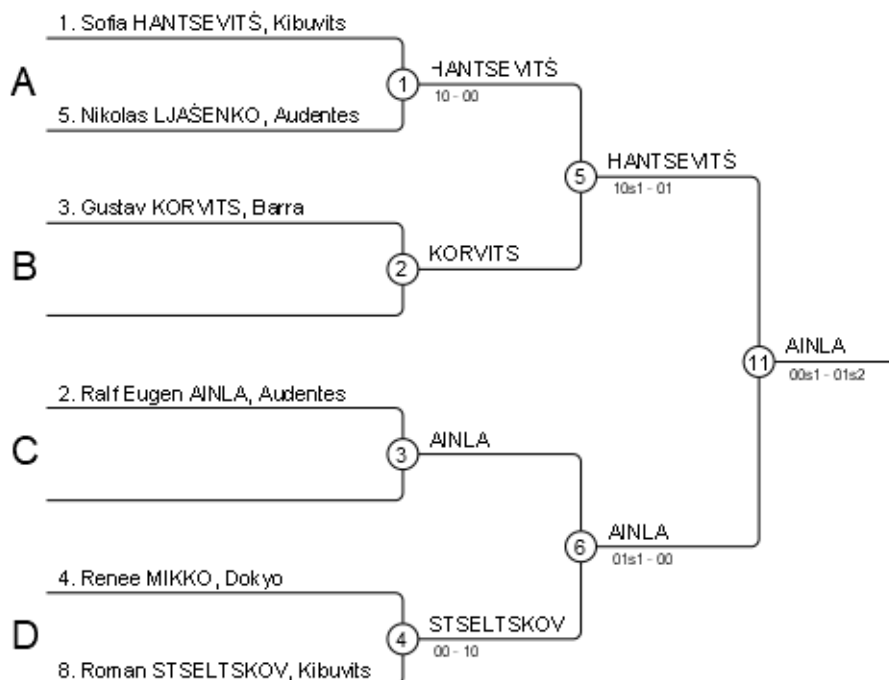 1. Sofia HANTSEVITŠ, Kibuvits
A
1
HANTSEVITŠ
10 - 00
5. Nikolas LJAŠENKO, Audentes
5
HANTSEVITŠ
10s1 - 01
3. Gustav KORVITS, Barra
B
2
KORVITS
11
AINLA
00s1 - 01s2
2. Ralf Eugen AINLA, Audentes
C
3
AINLA
6
AINLA
01s1 - 00
4. Renee MIKKO, Dokyo
D
4
STSELTSKOV
00 - 10
8. Roman STSELTSKOV, Kibuvits